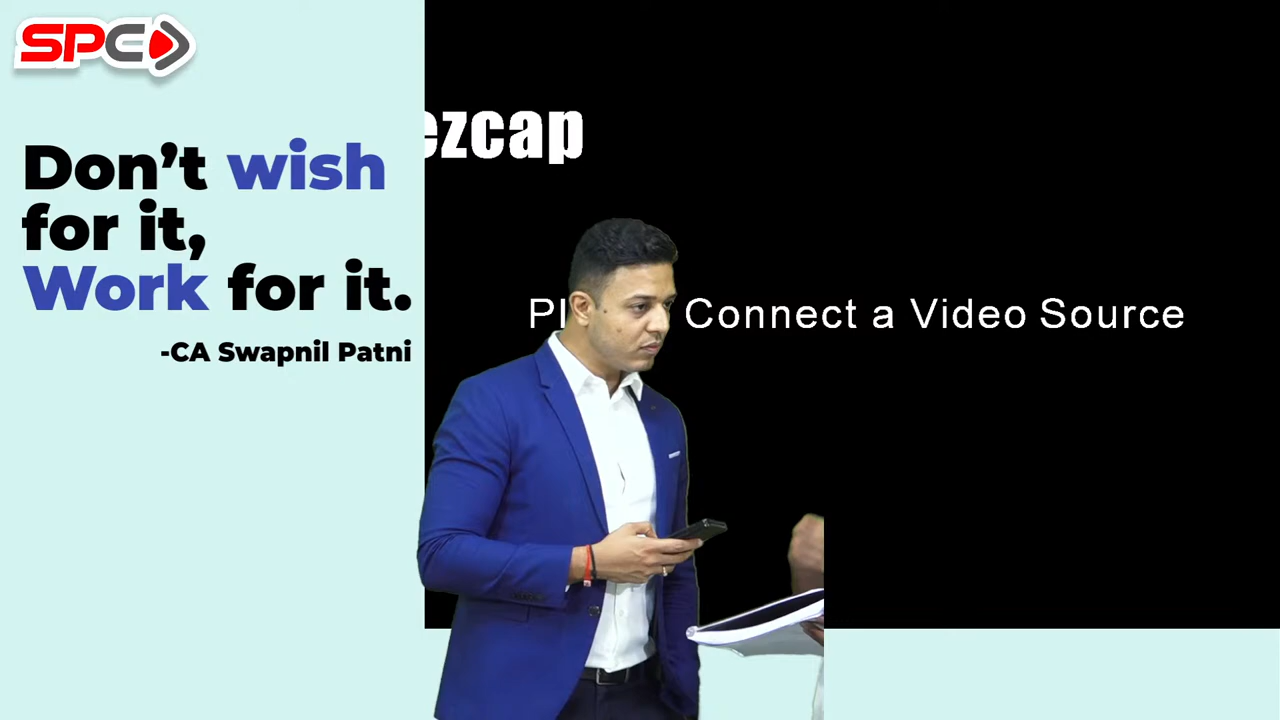 SPC
Don't wish
for it,
Work for it.
-CA Swapnil Patni
ezcap
Connect a Video Source